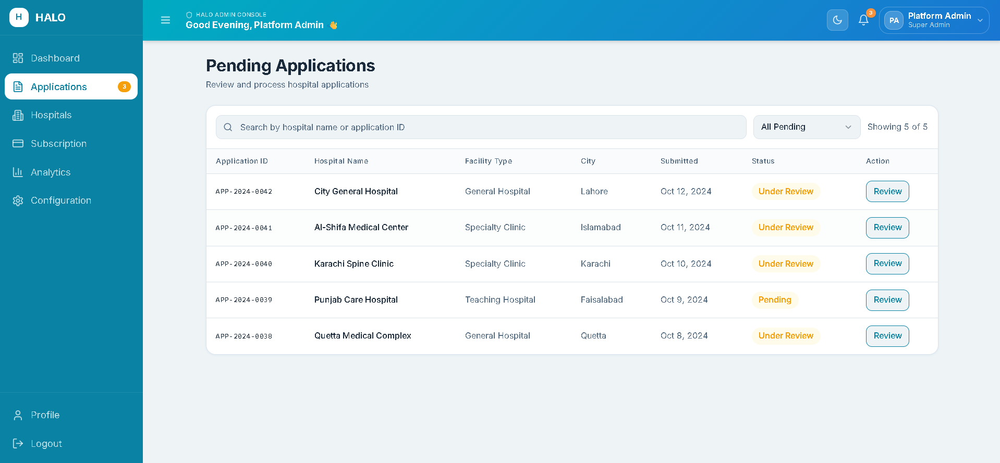 H HALO
Dashboard
Applications 3
Hospitals
Subscription
Analytics
Configuration
Profile
Logout
HALO ADMIN CONSOLE
Good Evening, Platform Admin 👋
3
PA
Platform Admin
Super Admin
Pending Applications
Review and process hospital applications
Search by hospital name or application ID All Pending Showing 5 of 5
Application ID Hospital Name Facility Type City Submitted Status Action
APP-2024-0042 City General Hospital General Hospital Lahore Oct 12, 2024 Under Review Review
APP-2024-0041 Al-Shifa Medical Center Specialty Clinic Islamabad Oct 11, 2024 Under Review Review
APP-2024-0040 Karachi Spine Clinic Specialty Clinic Karachi Oct 10, 2024 Under Review Review
APP-2024-0039 Punjab Care Hospital Teaching Hospital Faisalabad Oct 9, 2024 Pending Review
APP-2024-0038 Quetta Medical Complex General Hospital Quetta Oct 8, 2024 Under Review Review